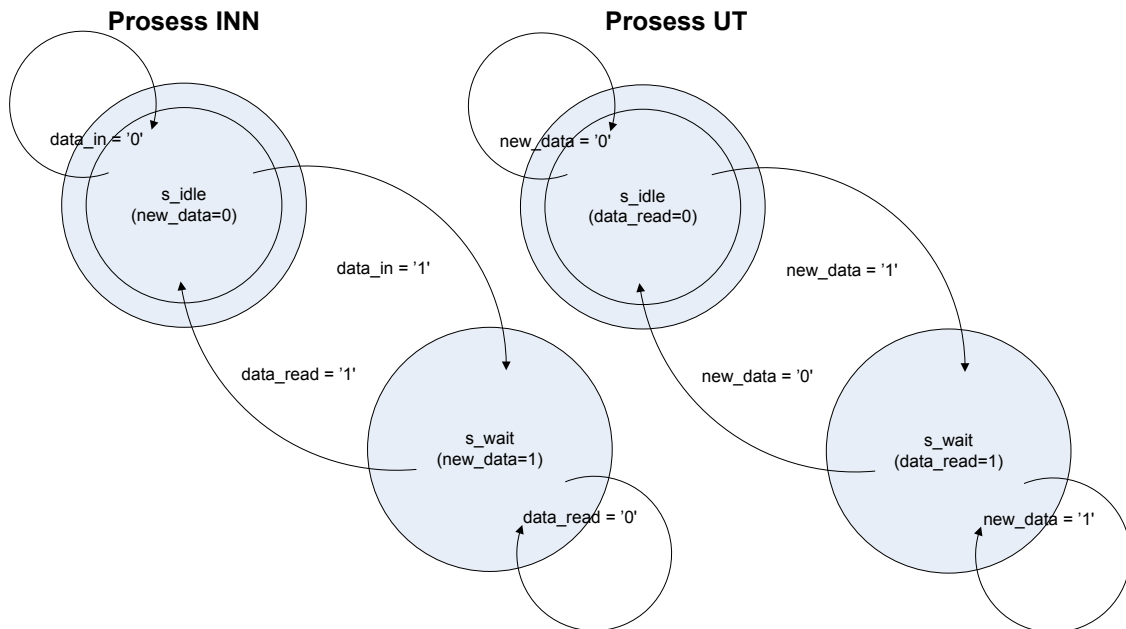 Prosess INN
data_in = '0'
s_idle
(new_data=0)
data_in = ’1'
data_read = ’1'
s_wait
(new_data=1)
data_read = ’0'
Prosess UT
new_data = ’0'
s_idle
(data_read=0)
new_data = ’1'
new_data = ’0'
s_wait
(data_read=1)
new_data = ’1'